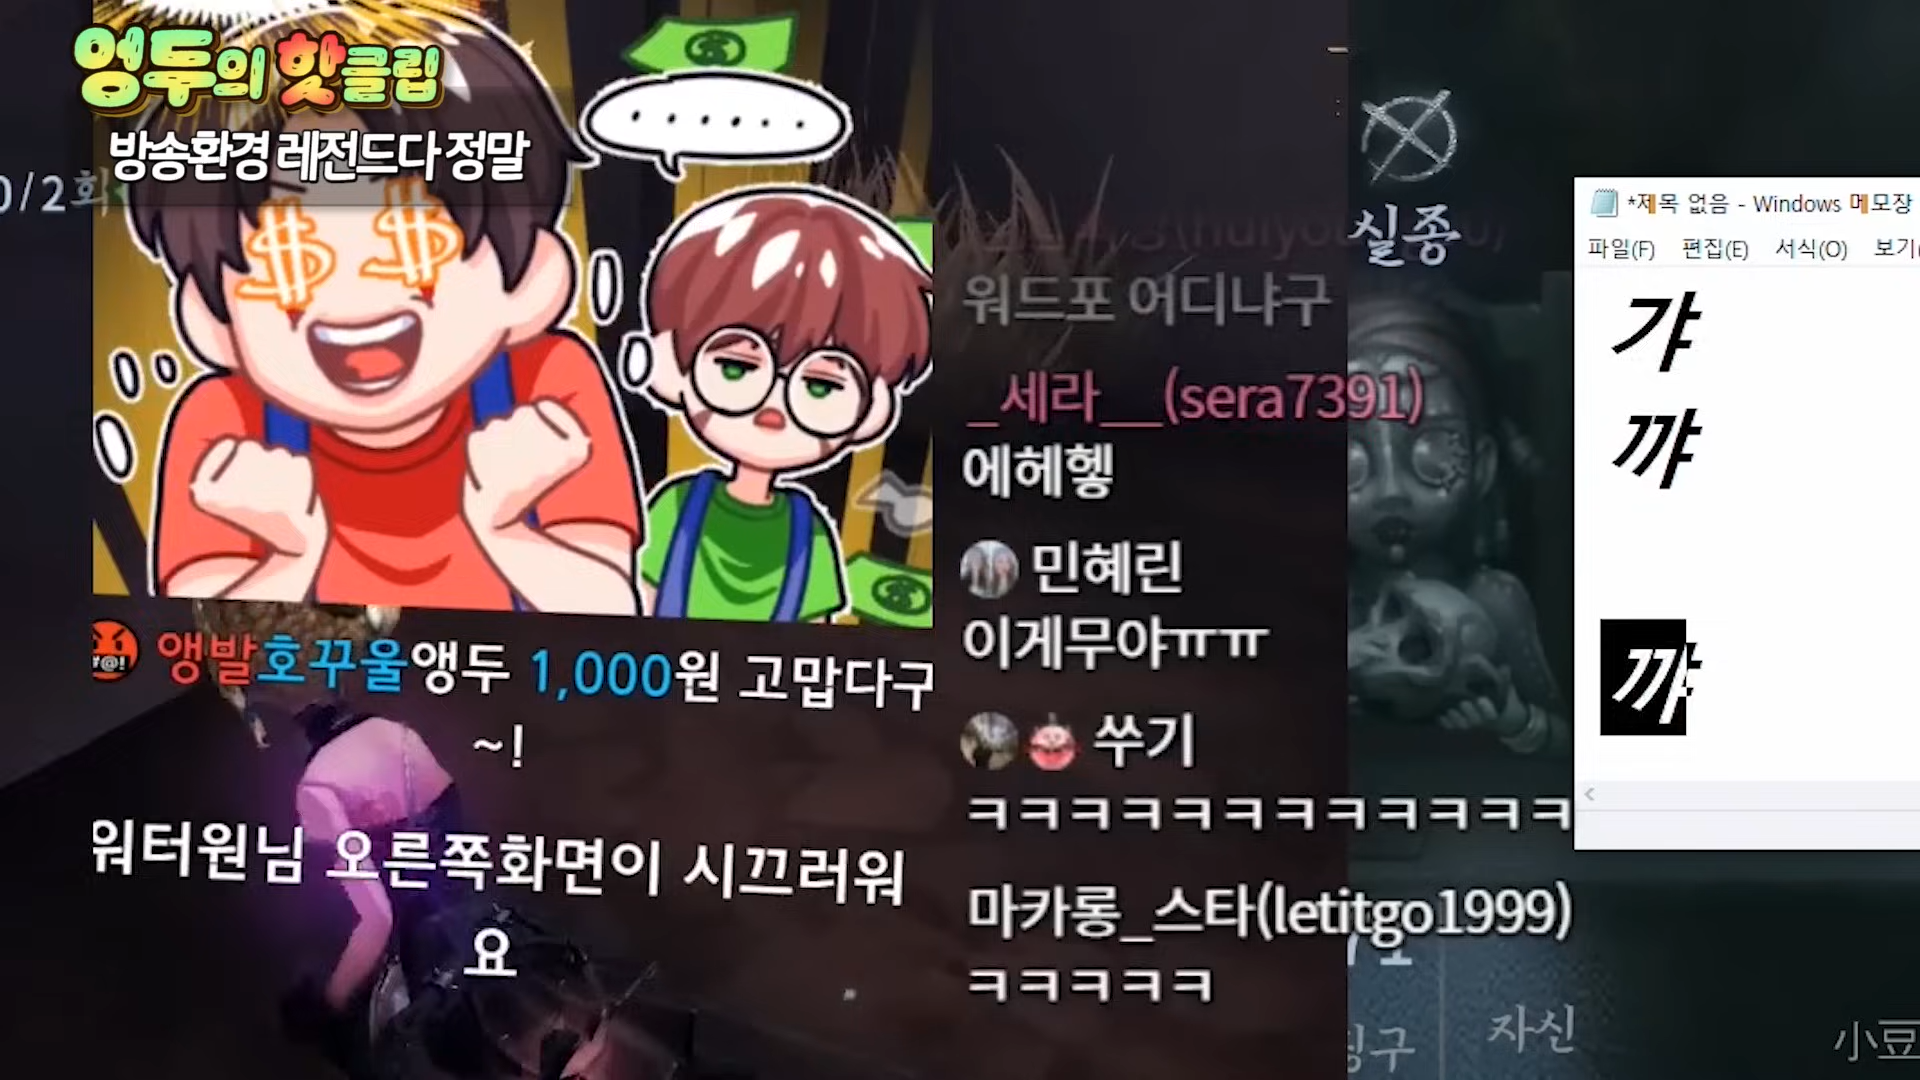 엉두의 핫클립
방송환경 레전드다 정말
0/2회
······
앵발호꾸울앵두 1,000원 고맙다구
~!
워터원님 오른쪽화면이 시끄러워
요
워드포 어디냐구
_세라__(sera7391)
에헤헿
민혜린
이게무야ㅠㅠ
쑤기
ㅋㅋㅋㅋㅋㅋㅋㅋㅋㅋㅋㅋ
마카롱_스타(letitgo1999)
ㅋㅋㅋㅋㅋ
실종
자신
小豆
*제목 없음 - Windows 메모장
파일(F) 편집(E) 서식(O) 보기(
갸
꺄
꺄